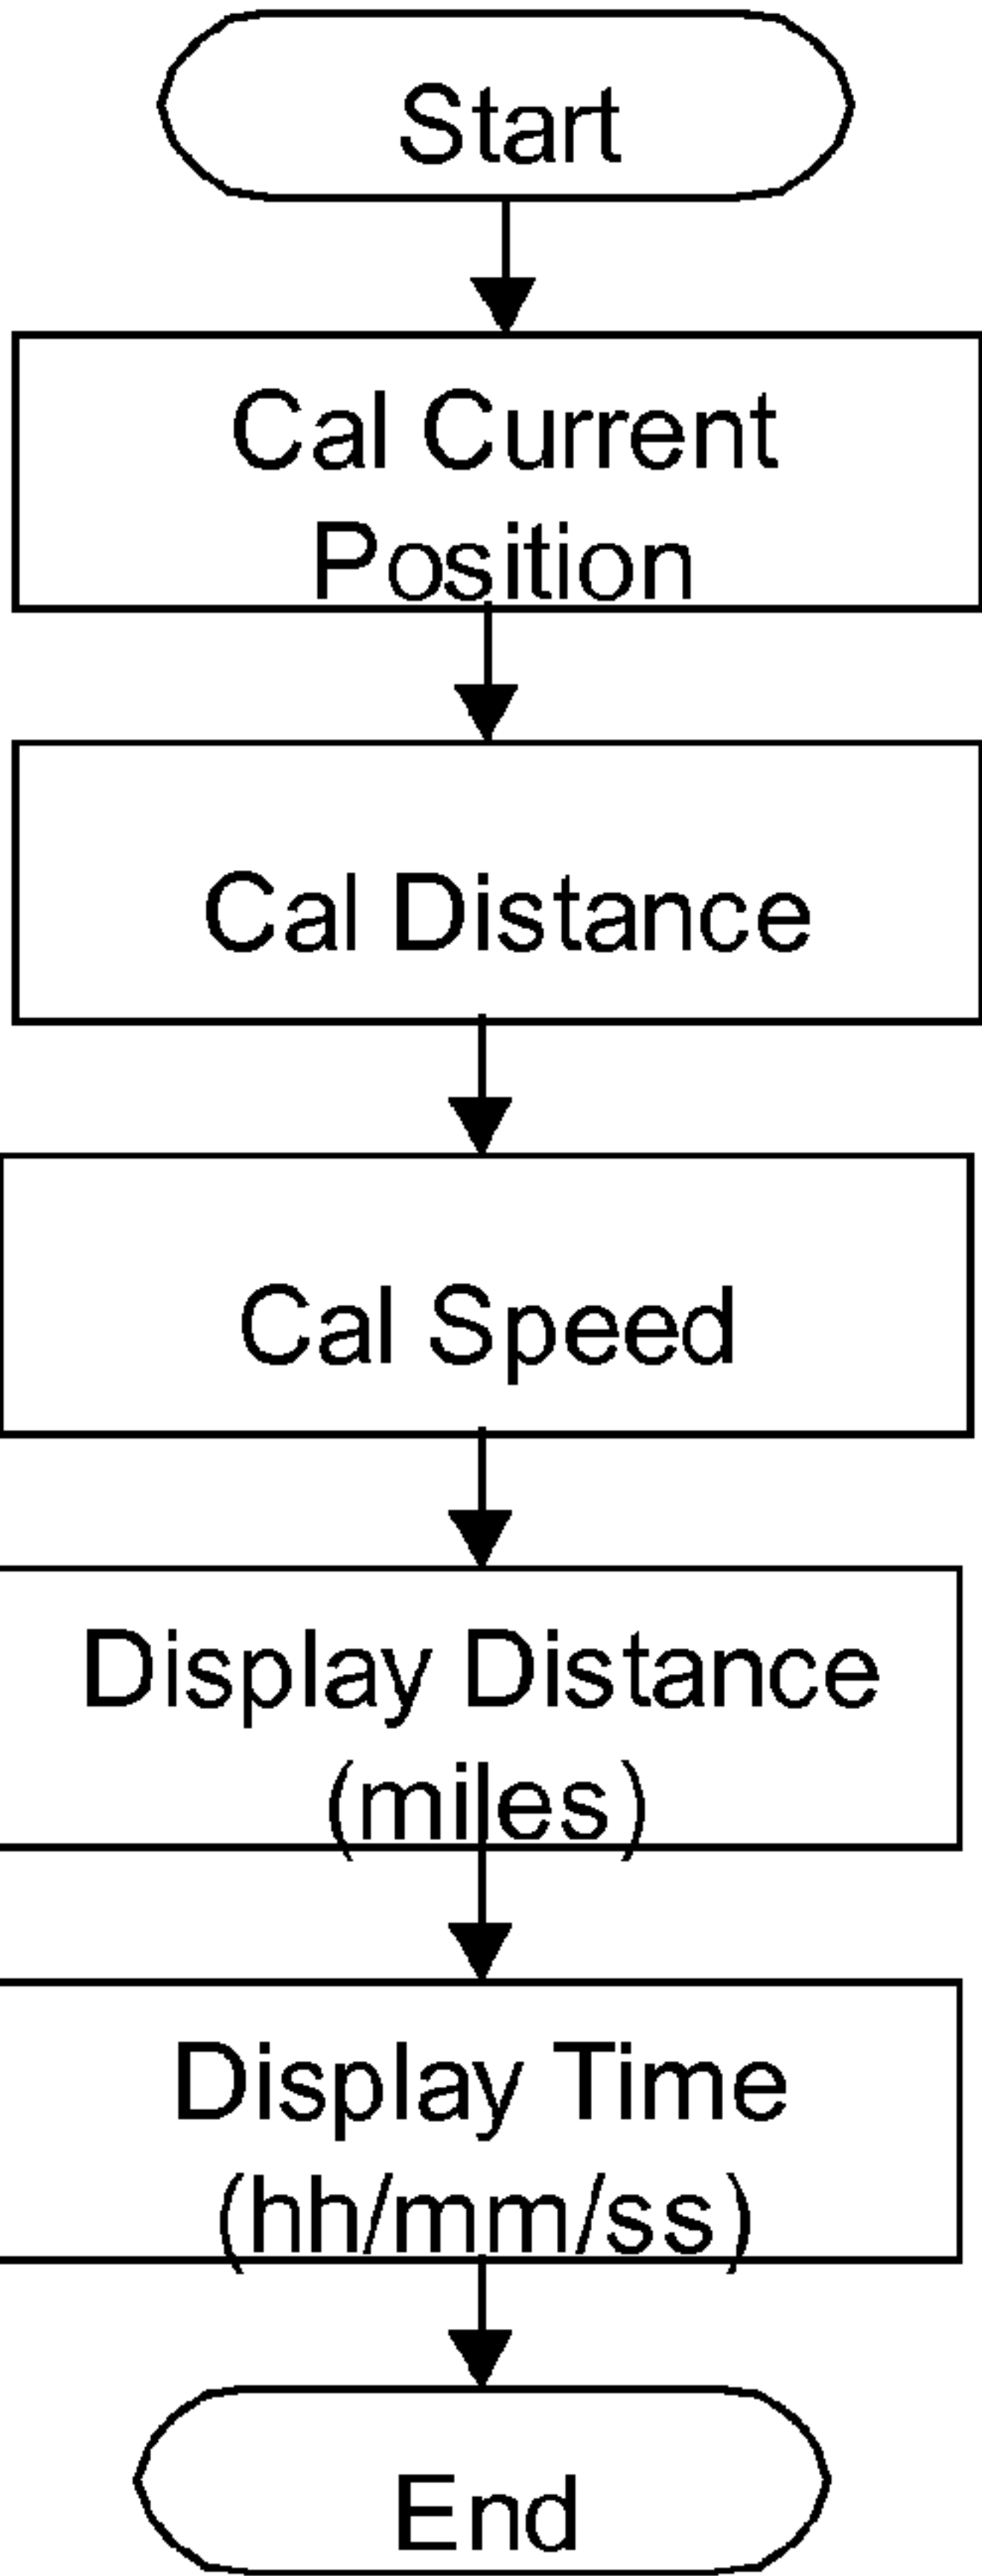 Start
Cal Current
Position
Cal Distance
Cal Speed
Display Distance
(miles)
Display Time
(hh/mm/ss)
End